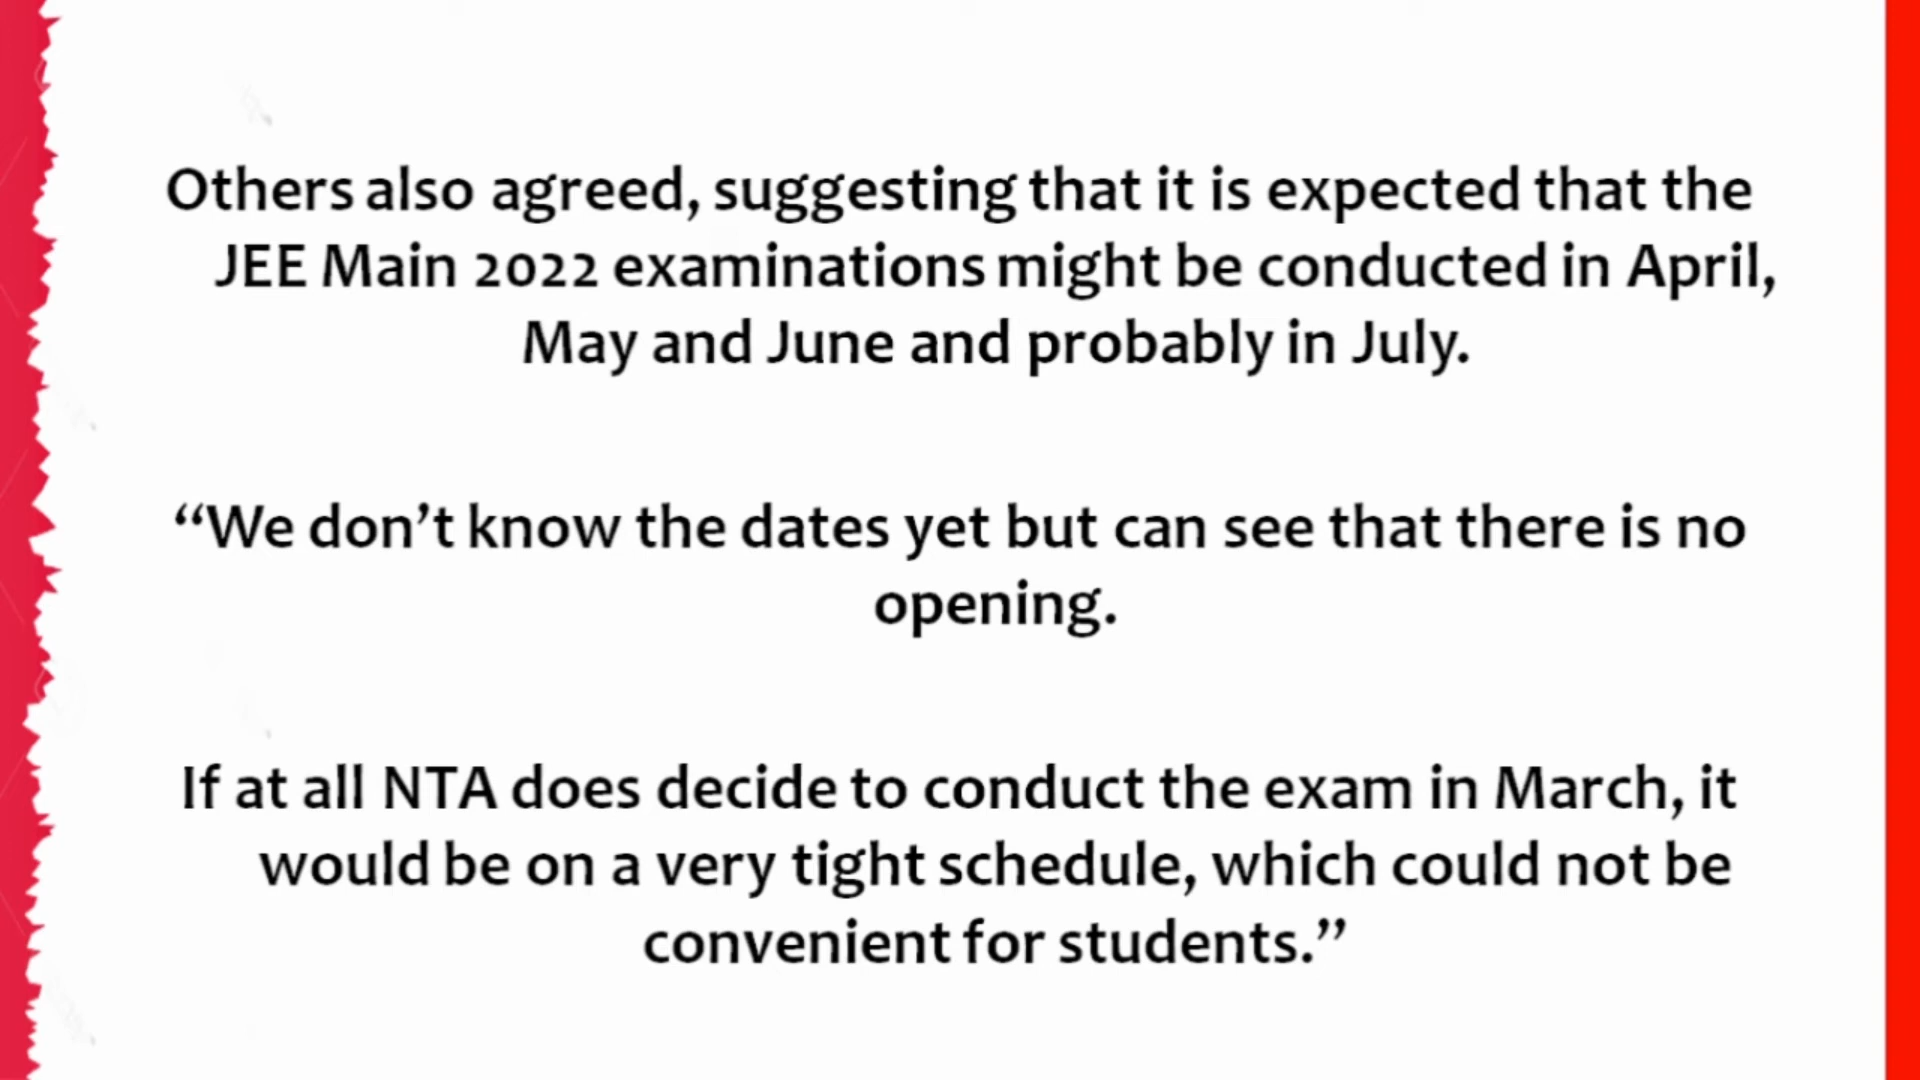 Others also agreed, suggesting that it is expected that the
JEE Main 2022 examinations might be conducted in April,
May and June and probably in July.
“We don’t know the dates yet but can see that there is no
opening.
If at all NTA does decide to conduct the exam in March, it
would be on a very tight schedule, which could not be
convenient for students.”